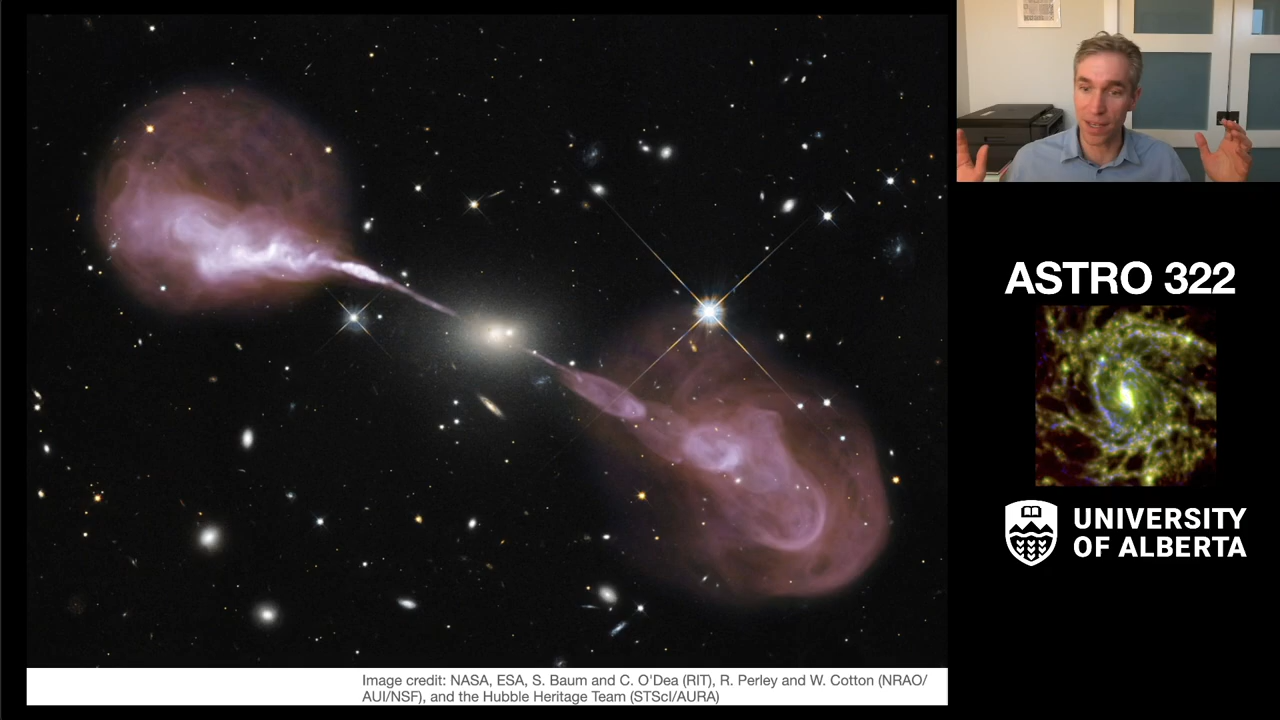 ASTRO 322
UNIVERSITY
OF ALBERTA
Image credit: NASA, ESA, S. Baum and C. O'Dea (RIT), R. Perley and W. Cotton (NRAO/
AUI/NSF), and the Hubble Heritage Team (STScI/AURA)